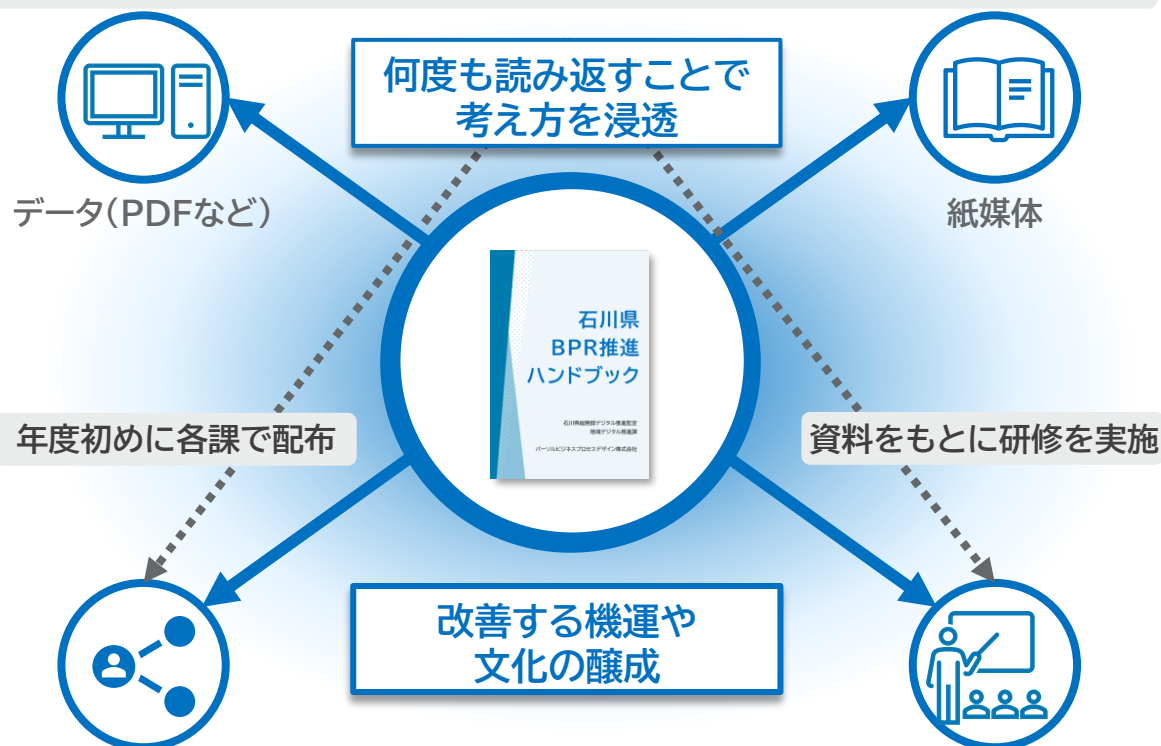 何度も読み返すことで
考え方を浸透
データ(PDFなど)
紙媒体
石川県
BPR推進
ハンドブック
石川県総務部デジタル推進監室
地域デジタル推進課
パーソルビジネスプロセスデザイン株式会社
年度初めに各課で配布
資料をもとに研修を実施
改善する機運や
文化の醸成